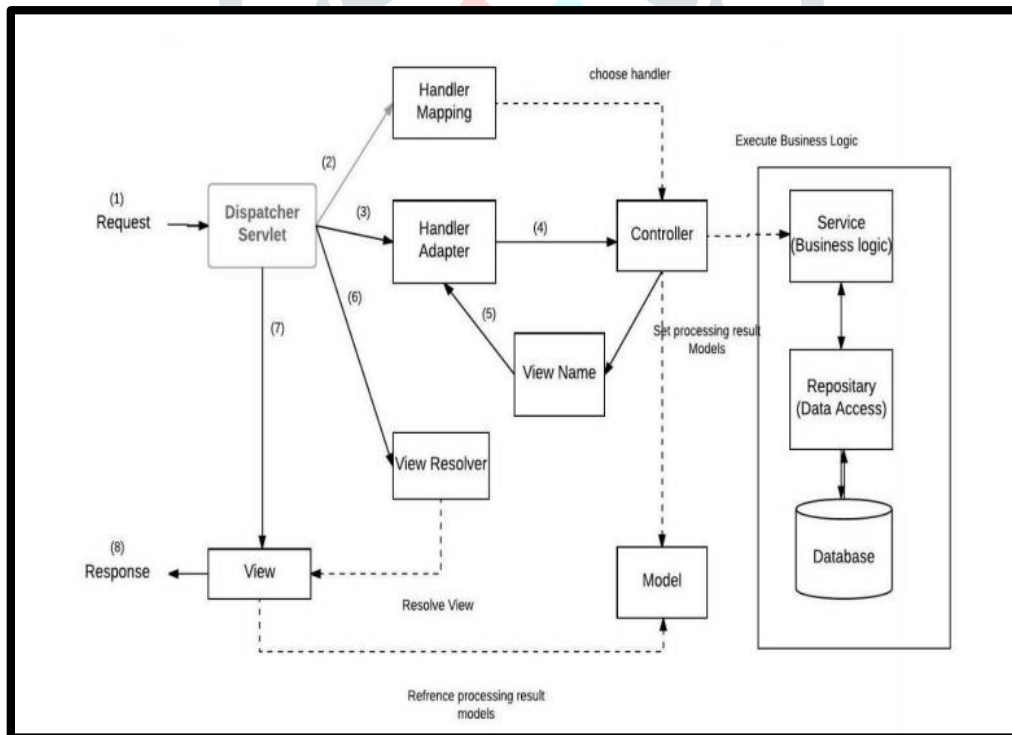 choose handler
Handler
Mapping
Execute Business Logic
(2)
(1)
Request
Dispatcher
Servlet
(3)
Handler
Adapter
(4)
Controller
Service
(Business logic)
(6)
(5)
(7)
Set processing result
Models
View Name
Repositary
(Data Access)
View Resolver
(8)
Response
View
Model
Database
Resolve View
Refrence processing result
models